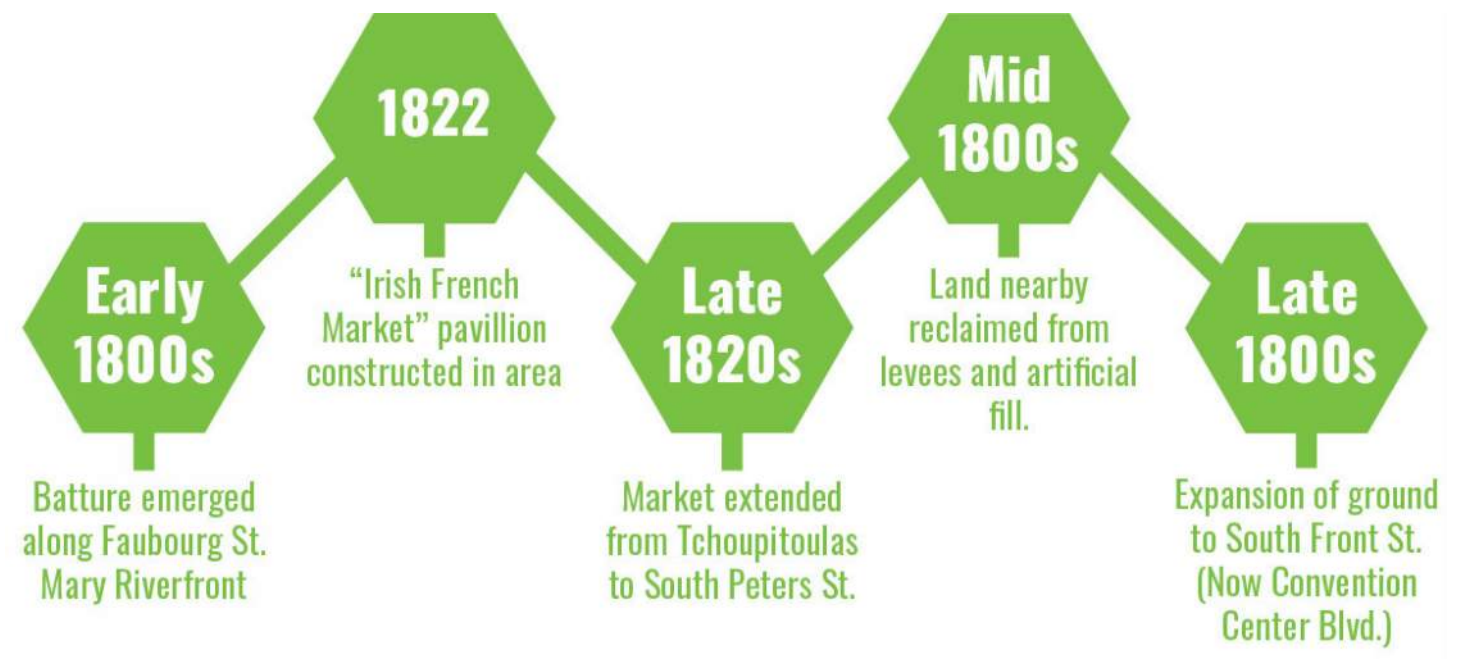 Early
1800s
Batture emerged
along Faubourg St.
Mary Riverfront
1822
“Irish French
Market” pavillion
constructed in area
Late
1820s
Market extended
from Tchoupitoulas
to South Peters St.
Mid
1800s
Land nearby
reclaimed from
levees and artificial
fill.
Late
1800s
Expansion of ground
to South Front St.
(Now Convention
Center Blvd.)